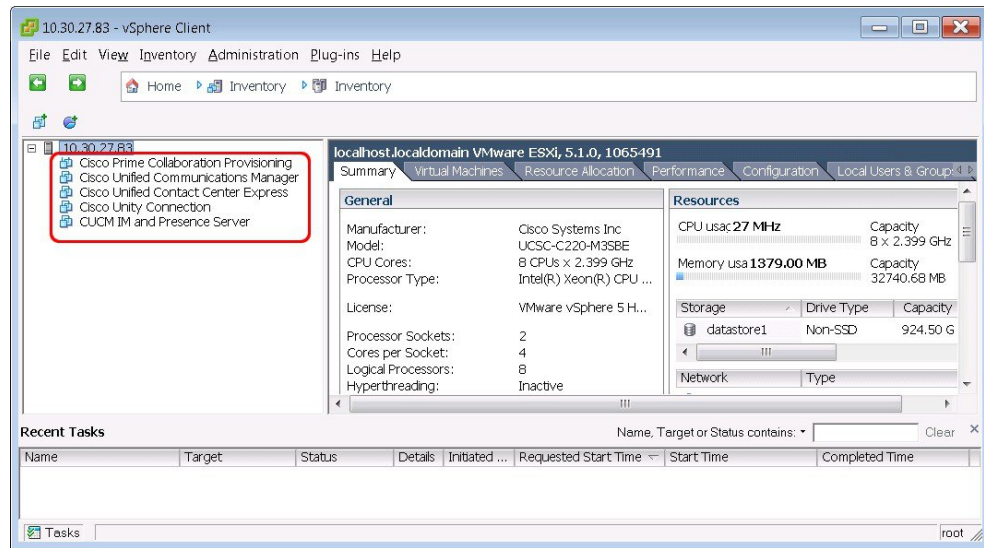 10.30.27.83 - vSphere Client
File Edit View Inventory Administration Plug-ins Help
Home Inventory Inventory
10.30.27.83
Cisco Prime Collaboration Provisioning
Cisco Unified Communications Manager
Cisco Unified Contact Center Express
Cisco Unity Connection
CUCM IM and Presence Server
localhost.localdomain VMware ESXi, 5.1.0, 1065491
Summary Virtual Machines Resource Allocation Performance Configuration Local Users & Groups
General
Manufacturer: Cisco Systems Inc
Model: UCSC-C220-M3SBE
CPU Cores: 8 CPUs x 2.399 GHz
Processor Type: Intel(R) Xeon(R) CPU ...
License: VMware vSphere 5 H...
Processor Sockets: 2
Cores per Socket: 4
Logical Processors: 8
Hyperthreading: Inactive
Resources
CPU usag 27 MHz Capacity
8 x 2.399 GHz
Memory usa 1379.00 MB Capacity
32740.68 MB
Storage Drive Type Capacity
datastore1 Non-SSD 924.50 G
Network Type
Recent Tasks
Name, Target or Status contains: Clear
Name Target Status Details Initiated ... Requested Start Time Start Time Completed Time
Tasks
root